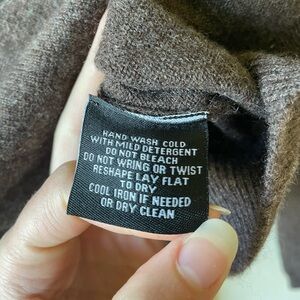 HAND WASH COLD
WITH MILD DETERGENT
DO NOT BLEACH
DO NOT WRING OR TWIST
RESHAPE LAY FLAT
TO DRY
COOL IRON IF NEEDED
OR DRY CLEAN